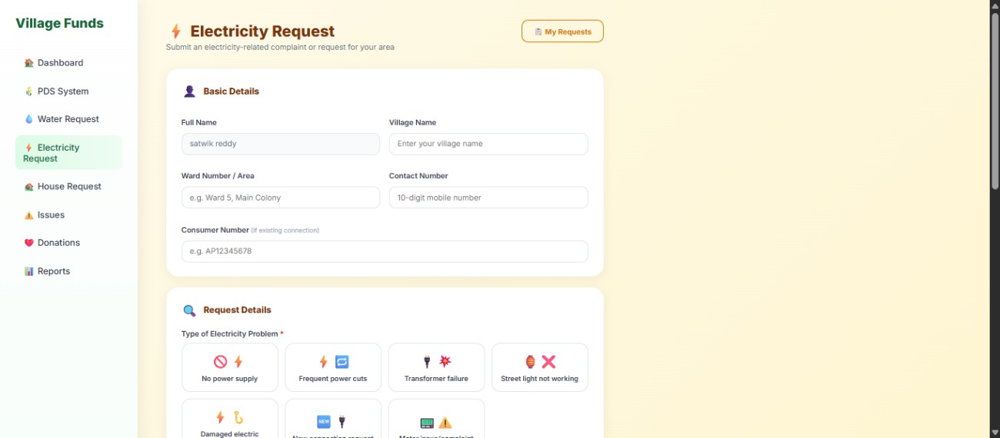 Village Funds
Dashboard
PDS System
Water Request
Electricity
Request
House Request
Issues
Donations
Reports
Electricity Request
Submit an electricity-related complaint or request for your area
My Requests
Basic Details
Full Name
Village Name
satwik reddy
Enter your village name
Ward Number / Area
Contact Number
e.g. Ward 5, Main Colony
10-digit mobile number
Consumer Number (if existing connection)
e.g. AP12345678
Request Details
Type of Electricity Problem *
No power supply
Frequent power cuts
Transformer failure
Street light not working
NEW
Damaged electric
New connection request
Meter issue/complaint